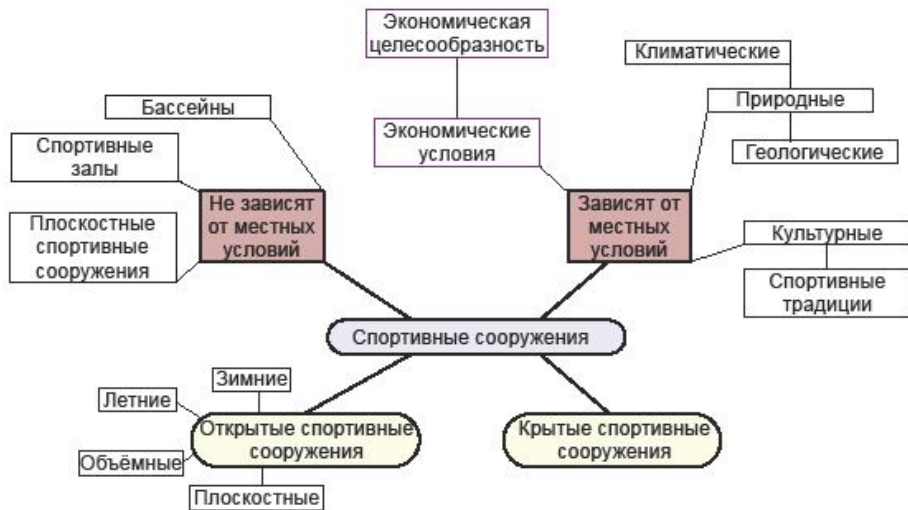 Экономическая
целесообразность
Климатические
Бассейны
Природные
Экономические
условия
Спортивные
залы
Геологические
Не зависят
от местных
условий
Зависят от
местных
условий
Плоскостные
спортивные
сооружения
Культурные
Спортивные
традиции
Спортивные сооружения
Зимние
Летние
Открытые спортивные
сооружения
Крытые спортивные
сооружения
Объёмные
Плоскостные